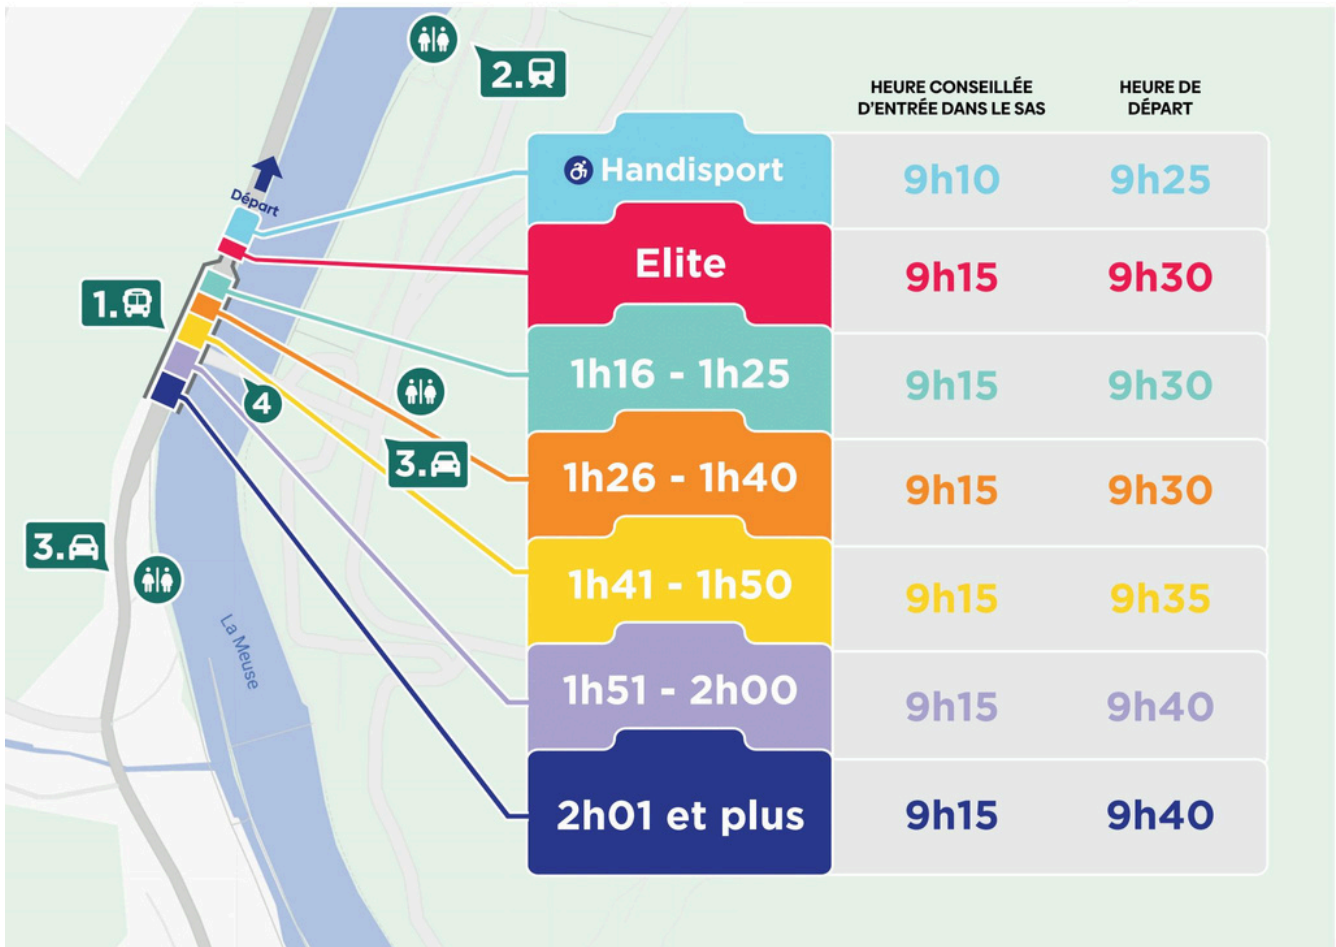 2.
HEURE CONSEILLÉE
D'ENTRÉE DANS LE SAS
HEURE DE
DÉPART
Départ
Handisport
9h10
9h25
Elite
9h15
9h30
1.
1h16 - 1h25
9h15
9h30
4
3.
1h26 - 1h40
9h15
9h30
3.
1h41 - 1h50
9h15
9h35
La Meuse
1h51 - 2h00
9h15
9h40
2h01 et plus
9h15
9h40